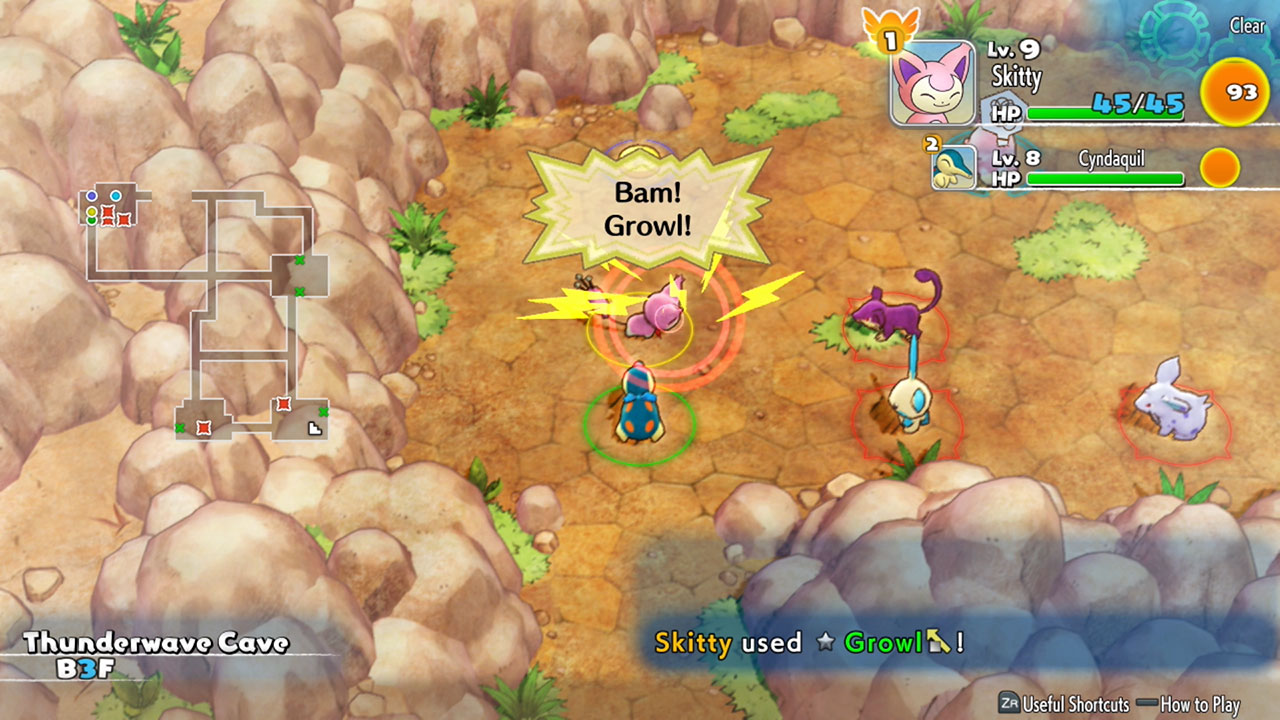 Clear
1
Lv. 9
Skitty
HP 45/45
93
2
Lv. 8 Cyndaquil
HP
Bam!
Growl!
Thunderwave Cave
B3F
Skitty used ★ Growl!
ZR Useful Shortcuts — How to Play